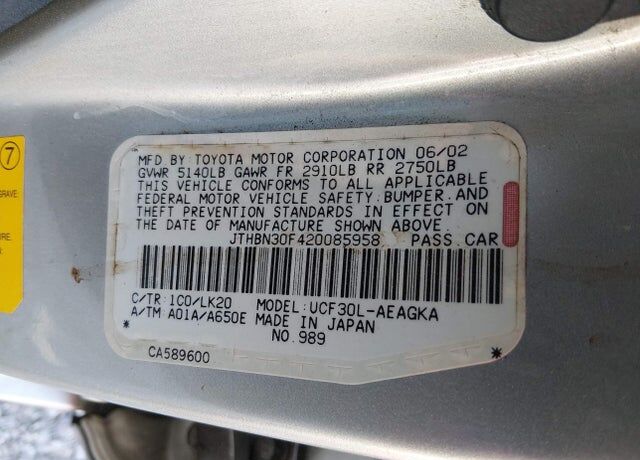 7
GRAVE.
MFD. BY: TOYOTA MOTOR CORPORATION 06/02
GVWR 5140LB GAWR FR 2910LB RR 2750LB
THIS VEHICLE CONFORMS TO ALL APPLICABLE
FEDERAL MOTOR VEHICLE SAFETY, BUMPER, AND
THEFT PREVENTION STANDARDS IN EFFECT ON
THE DATE OF MANUFACTURE SHOWN ABOVE.
JTHBN30F420085958 PASS. CAR
C/TR: 1C0/LK20 MODEL: UCF30L-AEAGKA
A/TM: A01A/A650E MADE IN JAPAN
* NO. 989
CA589600 *